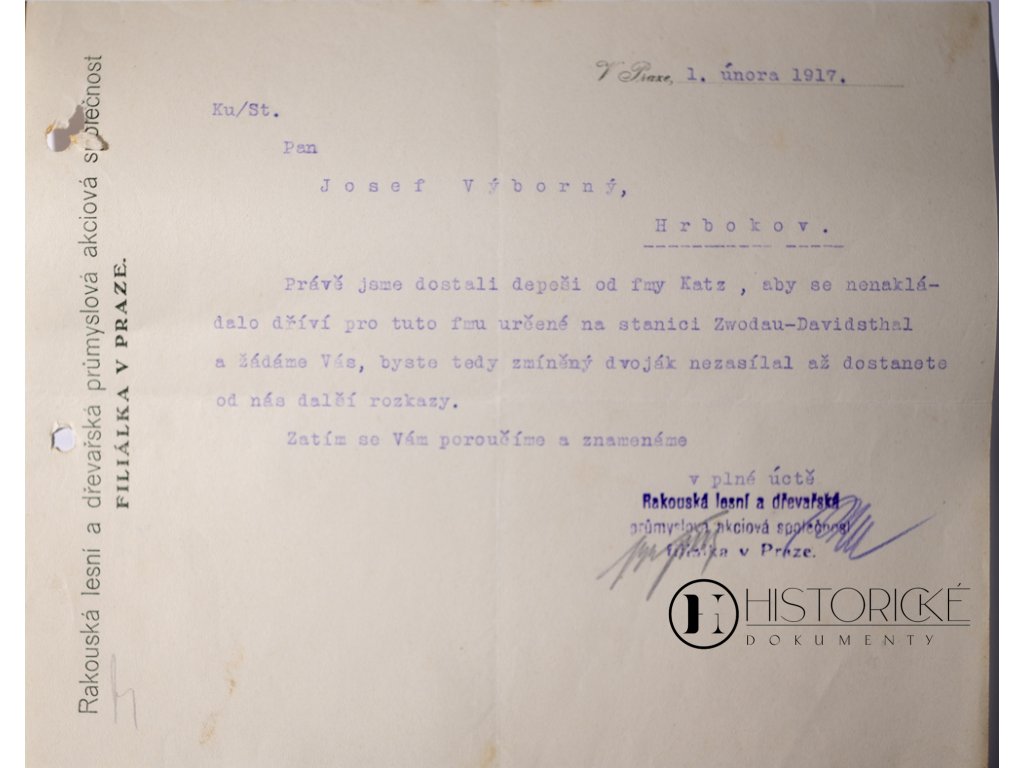 Rakouská lesní a dřevařská průmyslová akciová společnost
FILIÁLKA V PRAZE.
V Praze, 1. února 1917.
Ku/St.
Pan
Josef Výborný,
Hrbokov.
Právě jsme dostali depeši od fmy Katz , aby se nenaklá-
dalo dříví pro tuto fmu určené na stanici Zwodau-Davidsthal
a žádáme Vás, byste tedy zmíněný dvoják nezasílal až dostanete
od nás další rozkazy.
Zatím se Vám poroučíme a znamenáme
v plné úctě
Rakouská lesní a dřevařská
průmyslová akciová společnost
filiálka v Praze.
HISTORICKÉ
DOKUMENTY